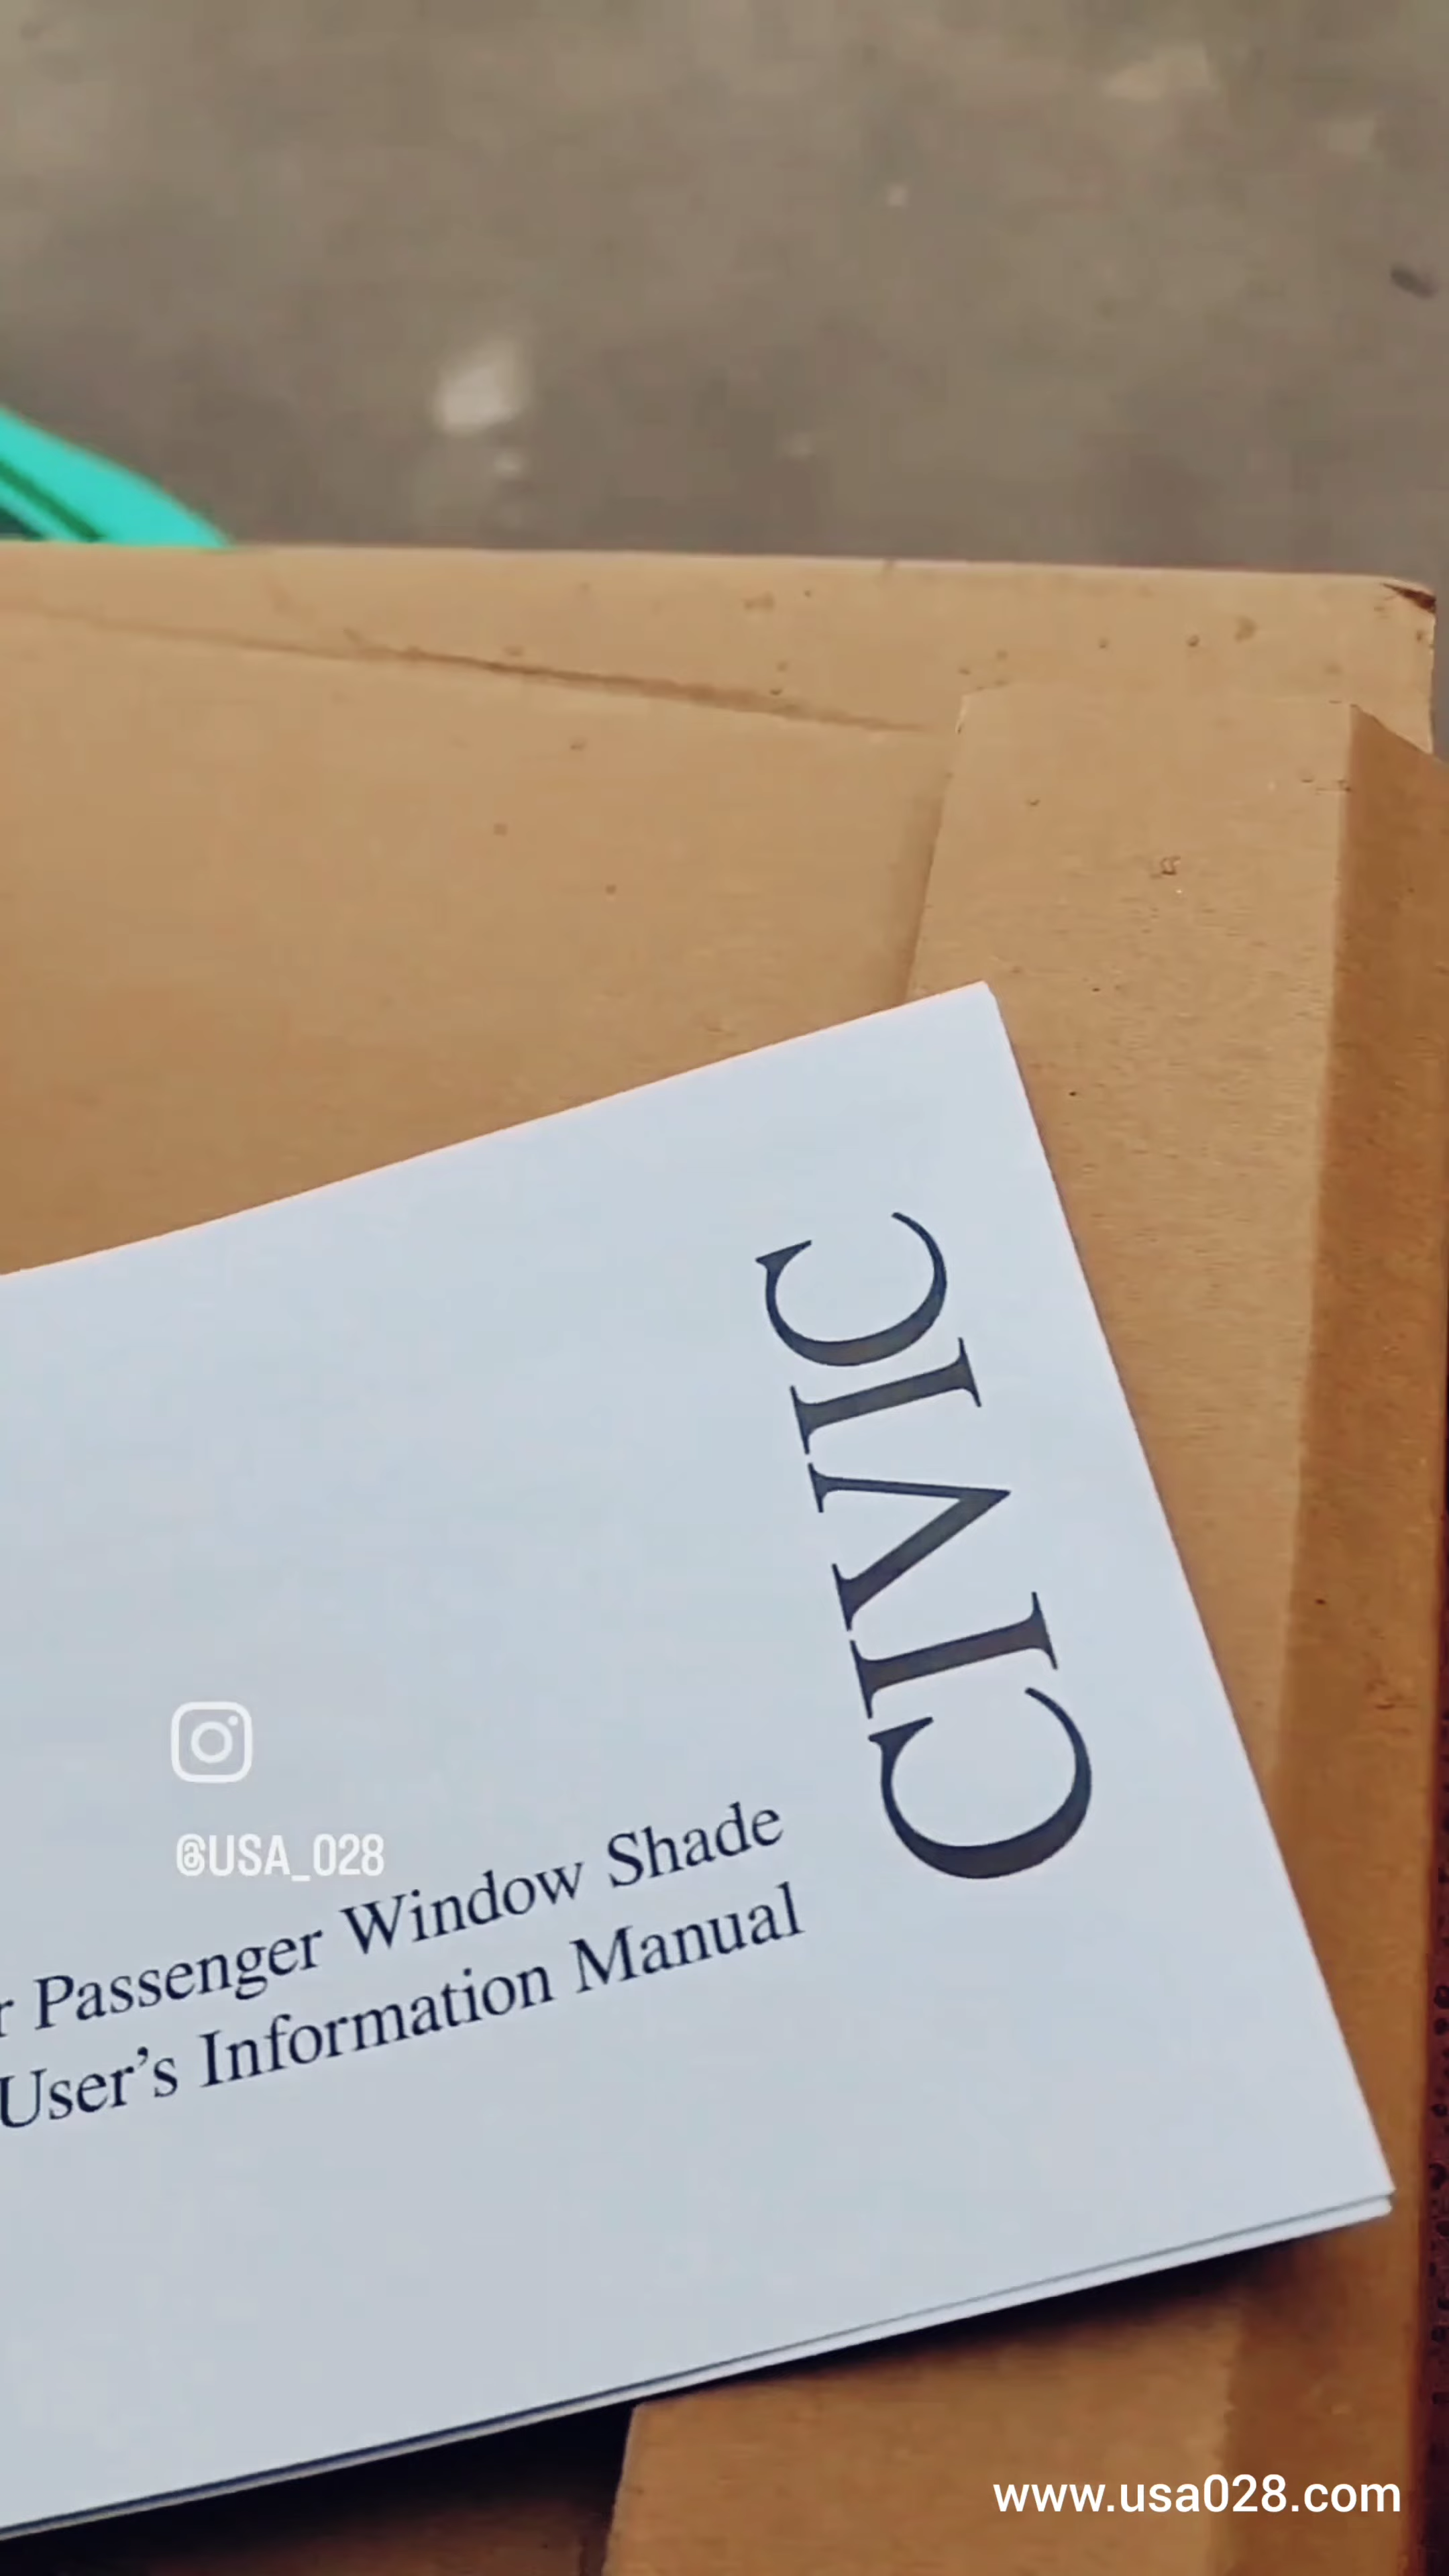 CIVIC
@USA_028
Passenger Window Shade
User’s Information Manual
www.usa028.com